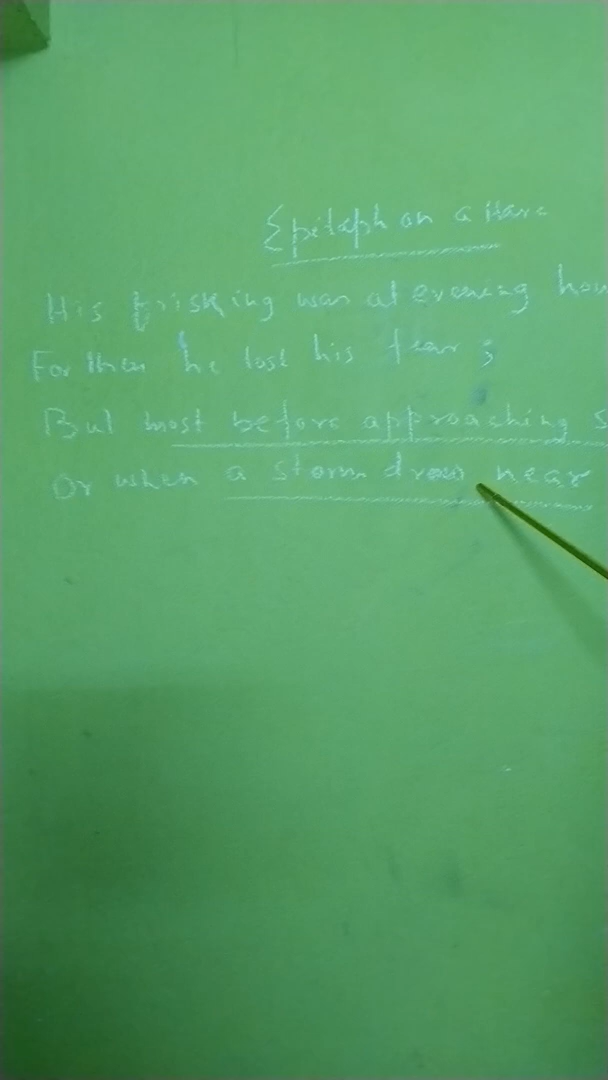 Epitaph on a Hare
His frisking was at evening hou
For then he lost his fear;
But most before approaching s
Or when a storm drew near